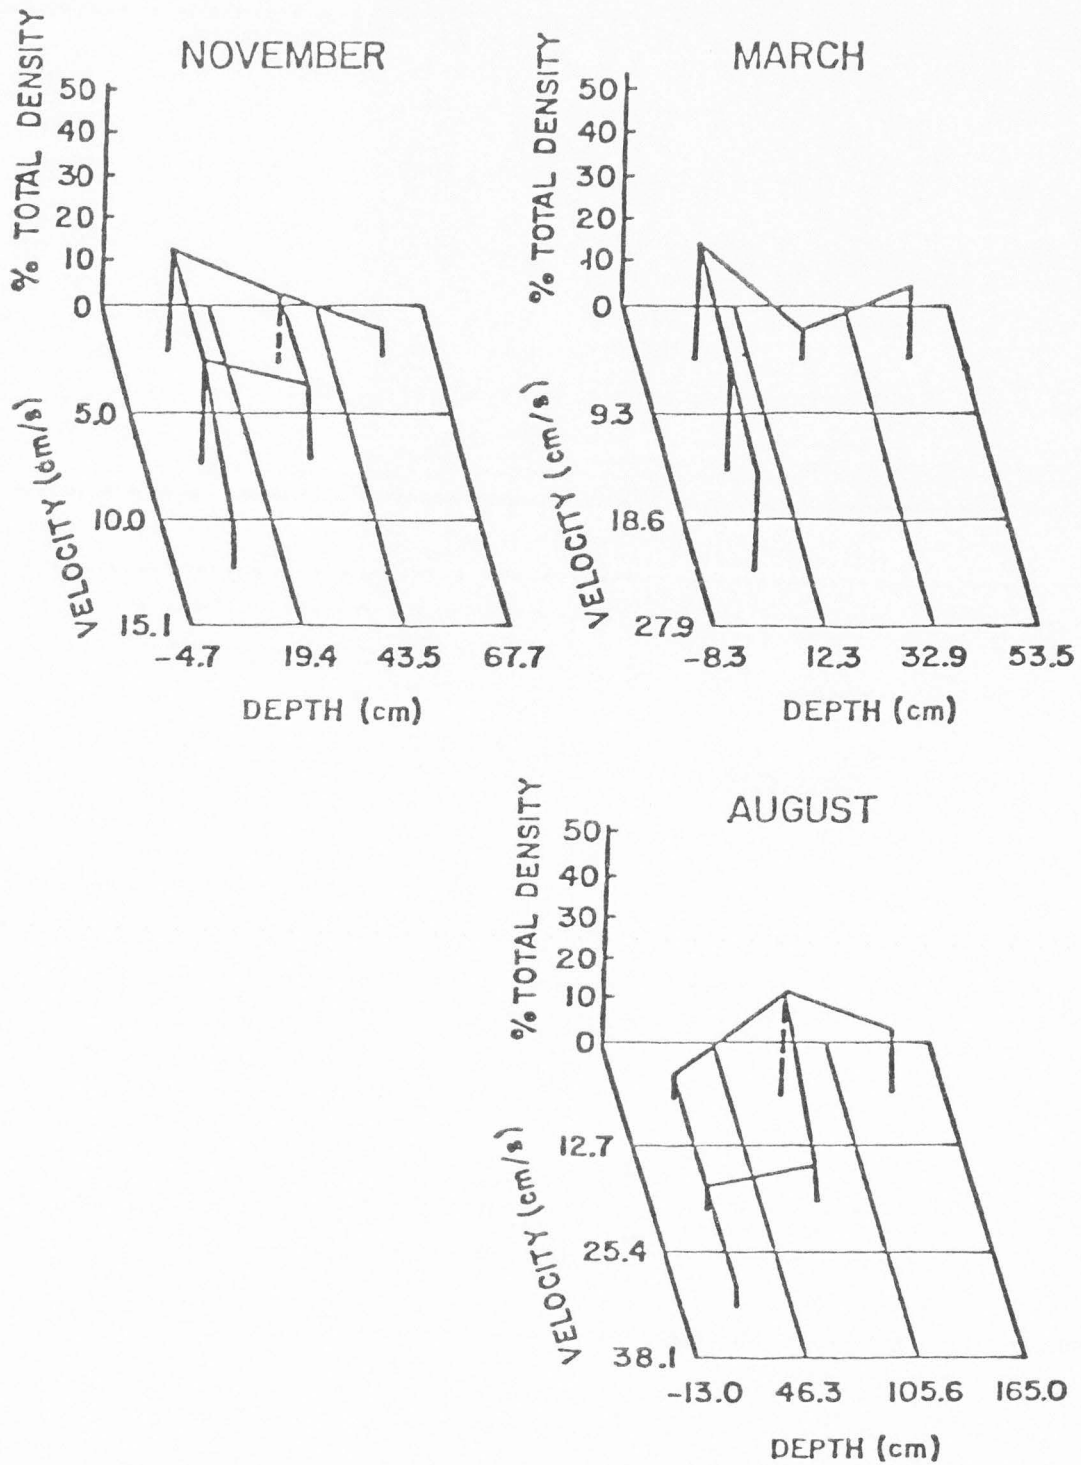 NOVEMBER
% TOTAL DENSITY
50
40
30
20
10
0
VELOCITY (cm/s)
5.0
10.0
15.1
-4.7 19.4 43.5 67.7
DEPTH (cm)
MARCH
% TOTAL DENSITY
50
40
30
20
10
0
VELOCITY (cm/s)
9.3
18.6
27.9
-8.3 12.3 32.9 53.5
DEPTH (cm)
AUGUST
% TOTAL DENSITY
50
40
30
20
10
0
VELOCITY (cm/s)
12.7
25.4
38.1
-13.0 46.3 105.6 165.0
DEPTH (cm)